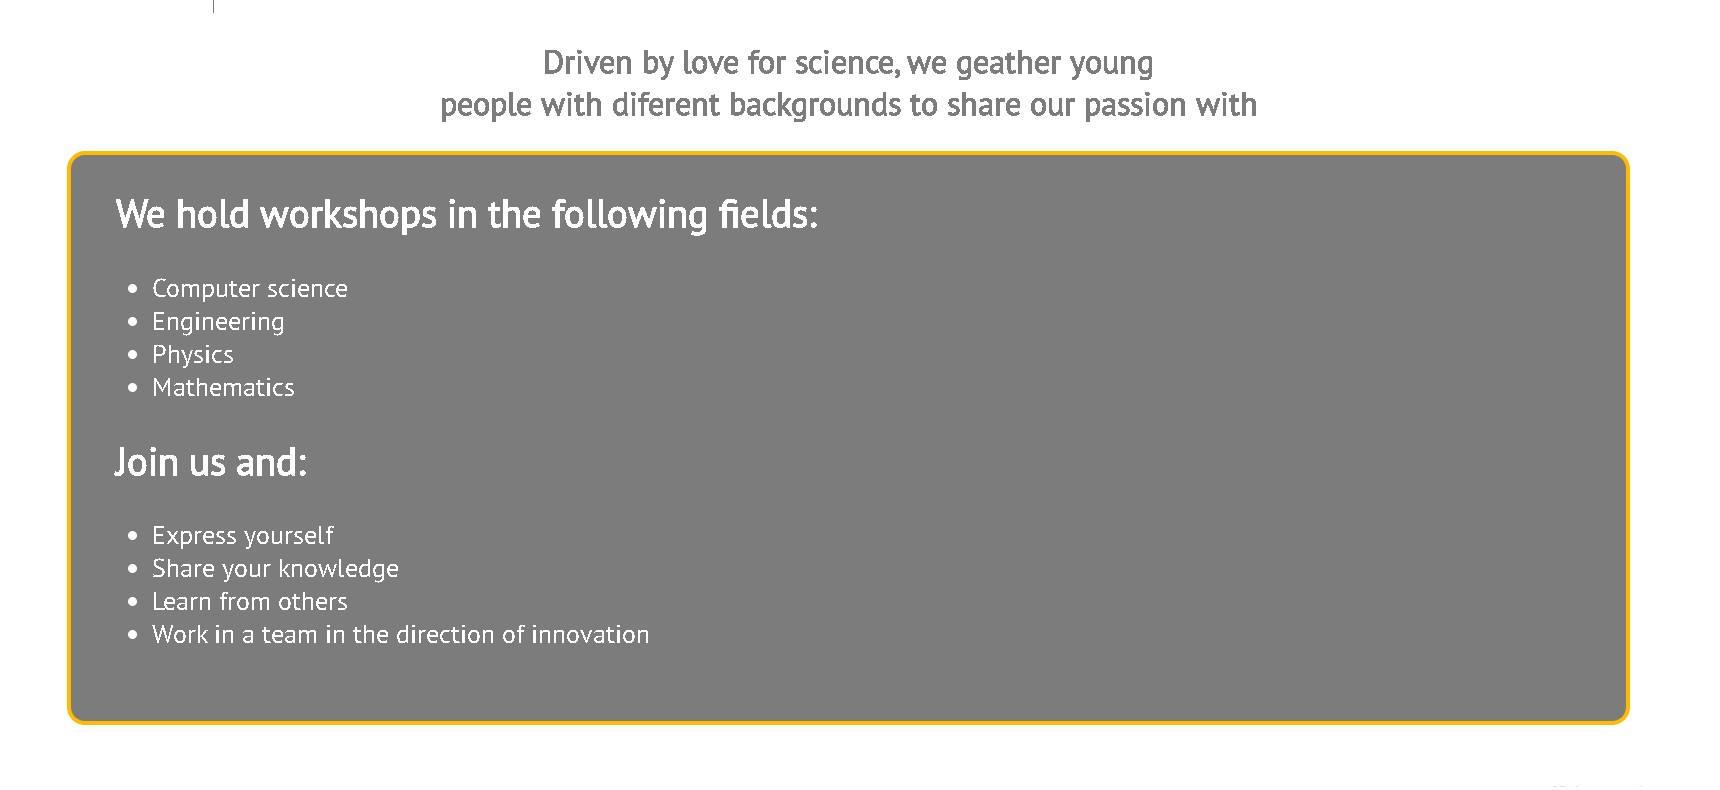 Driven by love for science, we geather young
people with diferent backgrounds to share our passion with
We hold workshops in the following fields:
• Computer science
• Engineering
• Physics
• Mathematics
Join us and:
• Express yourself
• Share your knowledge
• Learn from others
• Work in a team in the direction of innovation